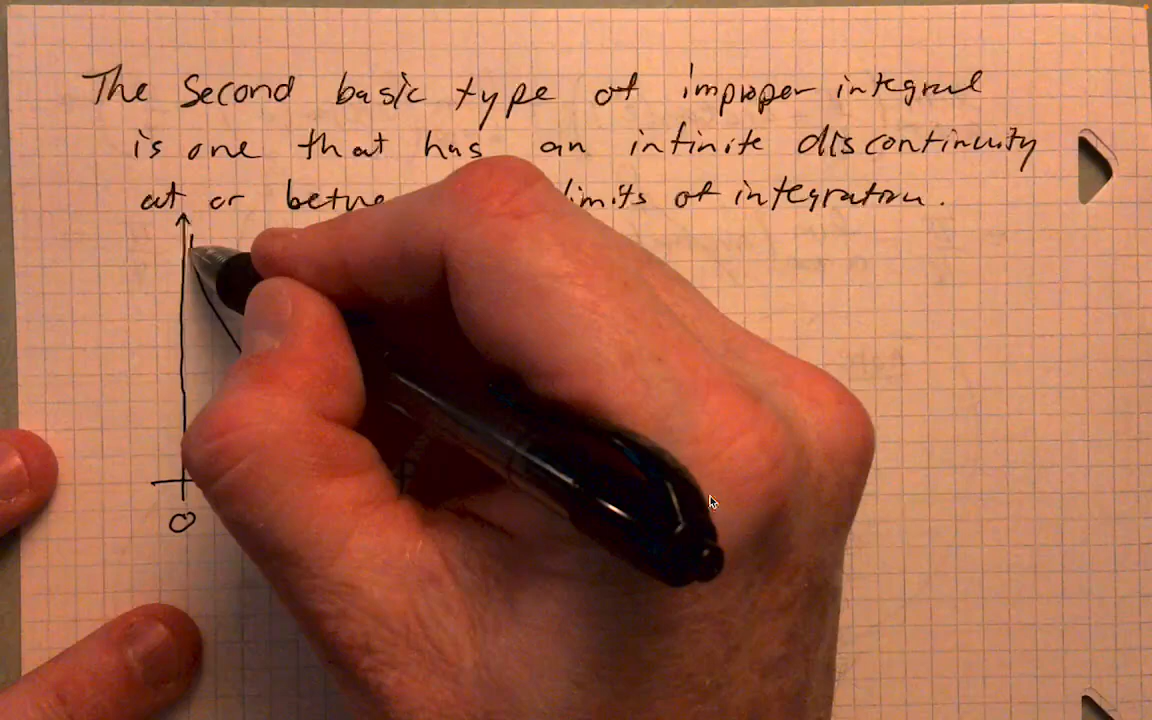 The second basic type of improper integral
is one that has an infinite discontinuity
at or limits of integration.
0